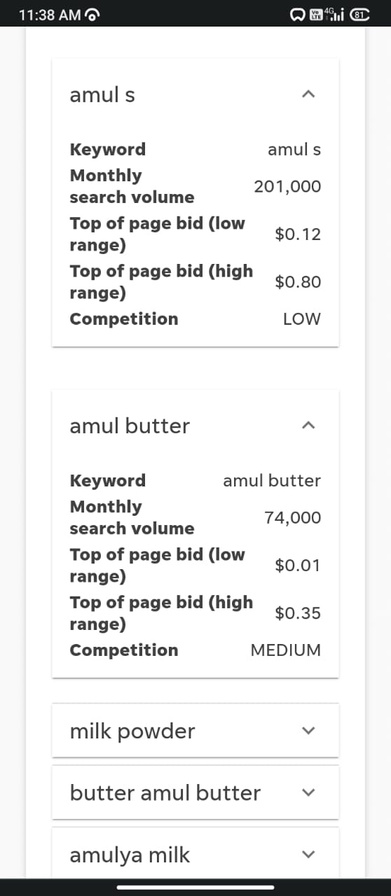 11:38 AM
4G 81
amul s
Keyword amul s
Monthly
search volume 201,000
Top of page bid (low
range) $0.12
Top of page bid (high
range) $0.80
Competition LOW
amul butter
Keyword amul butter
Monthly
search volume 74,000
Top of page bid (low
range) $0.01
Top of page bid (high
range) $0.35
Competition MEDIUM
milk powder
butter amul butter
amulya milk